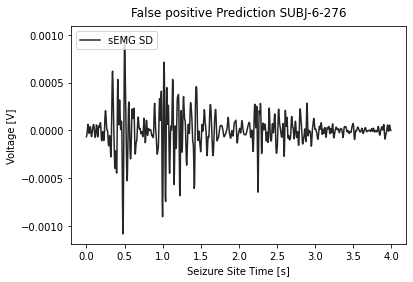 False positive Prediction SUBJ-6-276
sEMG SD
0.0010
0.0005
0.0000
−0.0005
−0.0010
Voltage [V]
0.0 0.5 1.0 1.5 2.0 2.5 3.0 3.5 4.0
Seizure Site Time [s]